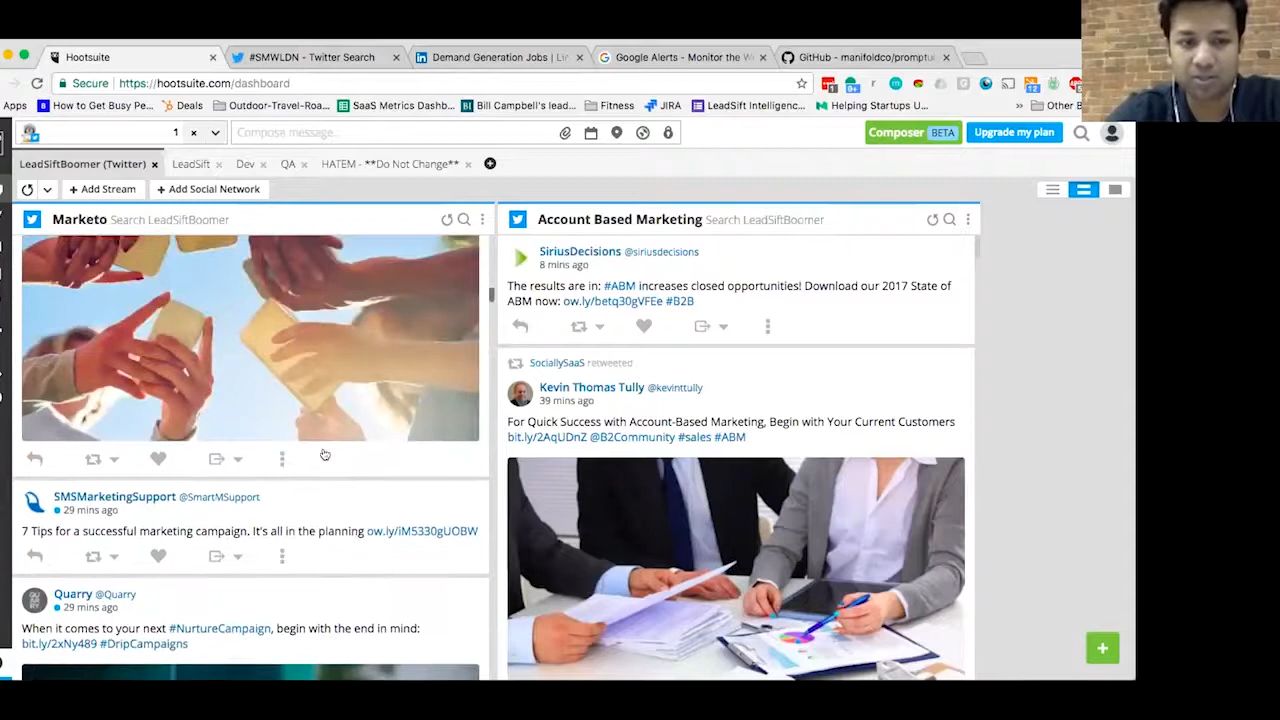 Hootsuite
#SMWLDN - Twitter Search
Demand Generation Jobs | Lin
Google Alerts - Monitor the We
GitHub - manifoldco/promptui
Secure
https://hootsuite.com/dashboard
Apps
How to Get Busy Pe...
Deals
Outdoor-Travel-Roa...
SaaS Metrics Dashb...
Bill Campbell's lead...
Fitness
JIRA
LeadSift Intelligenc...
Helping Startups U...
Other B
1
Compose message...
Composer BETA
Upgrade my plan
LeadSiftBoomer (Twitter)
LeadSift
Dev
QA
HATEM - **Do Not Change**
+ Add Stream
+ Add Social Network
Marketo Search LeadSiftBoomer
SMSMarketingSupport @SmartMSupport
29 mins ago
7 Tips for a successful marketing campaign. It's all in the planning ow.ly/iM5330gUOBW
Quarry @Quarry
29 mins ago
When it comes to your next #NurtureCampaign, begin with the end in mind:
bit.ly/2xNy489 #DripCampaigns
Account Based Marketing Search LeadSiftBoomer
SiriusDecisions @siriusdecisions
8 mins ago
The results are in: #ABM increases closed opportunities! Download our 2017 State of
ABM now: ow.ly/betq30gVFEe #B2B
SociallySaaS retweeted
Kevin Thomas Tully @kevinttully
39 mins ago
For Quick Success with Account-Based Marketing, Begin with Your Current Customers
bit.ly/2AqUDnZ @B2Community #sales #ABM